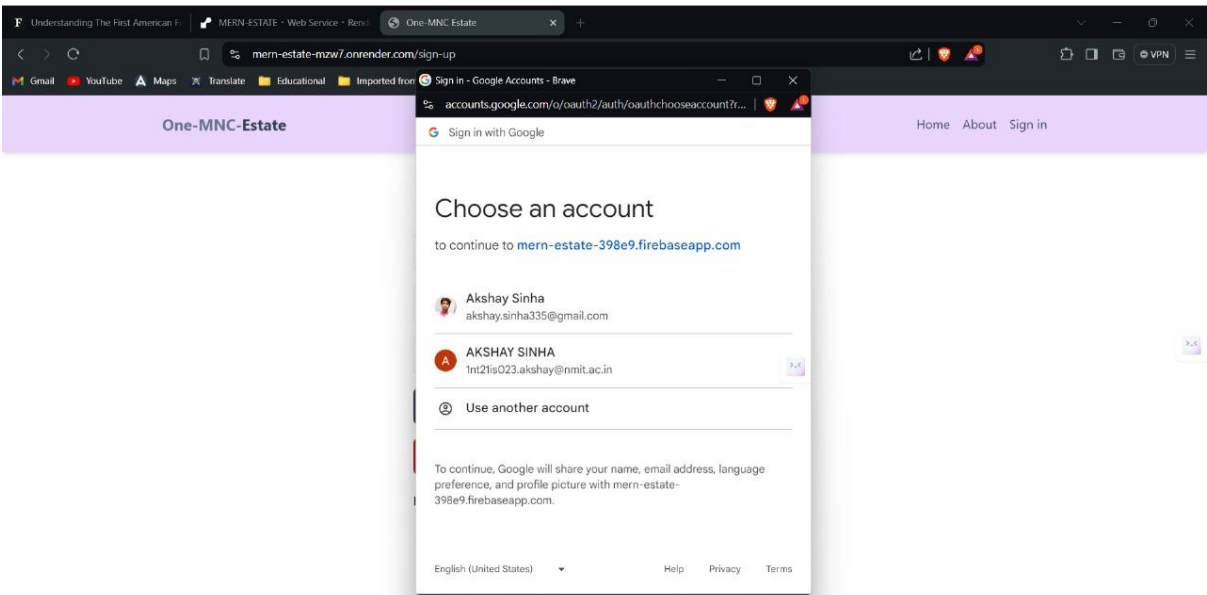 Understanding The First American Fi
MERN-ESTATE · Web Service · Rend
One-MNC Estate
mern-estate-mzw7.onrender.com/sign-up
VPN
Gmail YouTube Maps Translate Educational Imported from
Sign in - Google Accounts - Brave
accounts.google.com/o/oauth2/auth/oauthchooseaccount?r...
One-MNC-Estate
Home About Sign in
Sign in with Google
Choose an account
to continue to mern-estate-398e9.firebaseapp.com
Akshay Sinha
akshay.sinha335@gmail.com
A
AKSHAY SINHA
1nt21is023.akshay@nmit.ac.in
Use another account
To continue, Google will share your name, email address, language
preference, and profile picture with mern-estate-
398e9.firebaseapp.com.
English (United States)
Help Privacy Terms